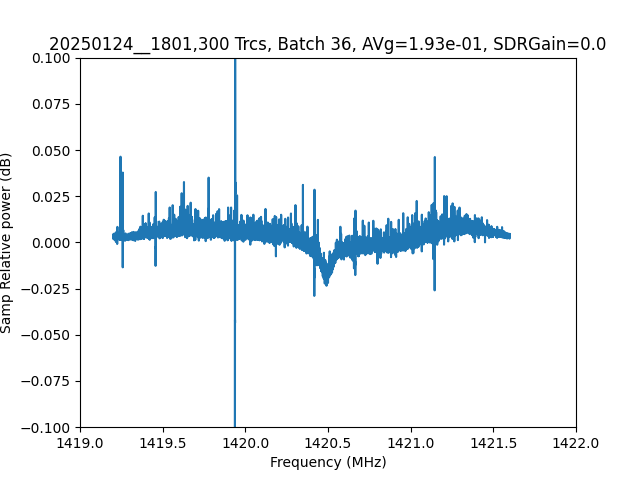 20250124__1801,300 Trcs, Batch 36, AVg=1.93e-01, SDRGain=0.0
0.100
0.075
0.050
0.025
0.000
−0.025
−0.050
−0.075
−0.100
Samp Relative power (dB)
1419.0 1419.5 1420.0 1420.5 1421.0 1421.5 1422.0
Frequency (MHz)